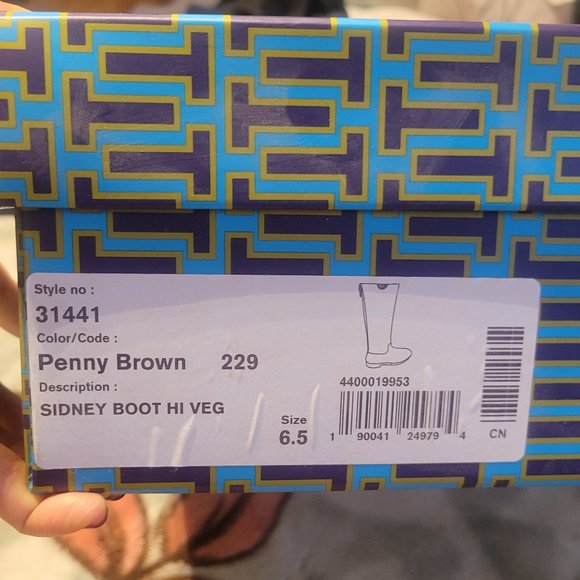 Style no :
31441
Color/Code :
Penny Brown 229
Description :
SIDNEY BOOT HI VEG
Size
6.5
4400019953
1 90041 24979 4
CN